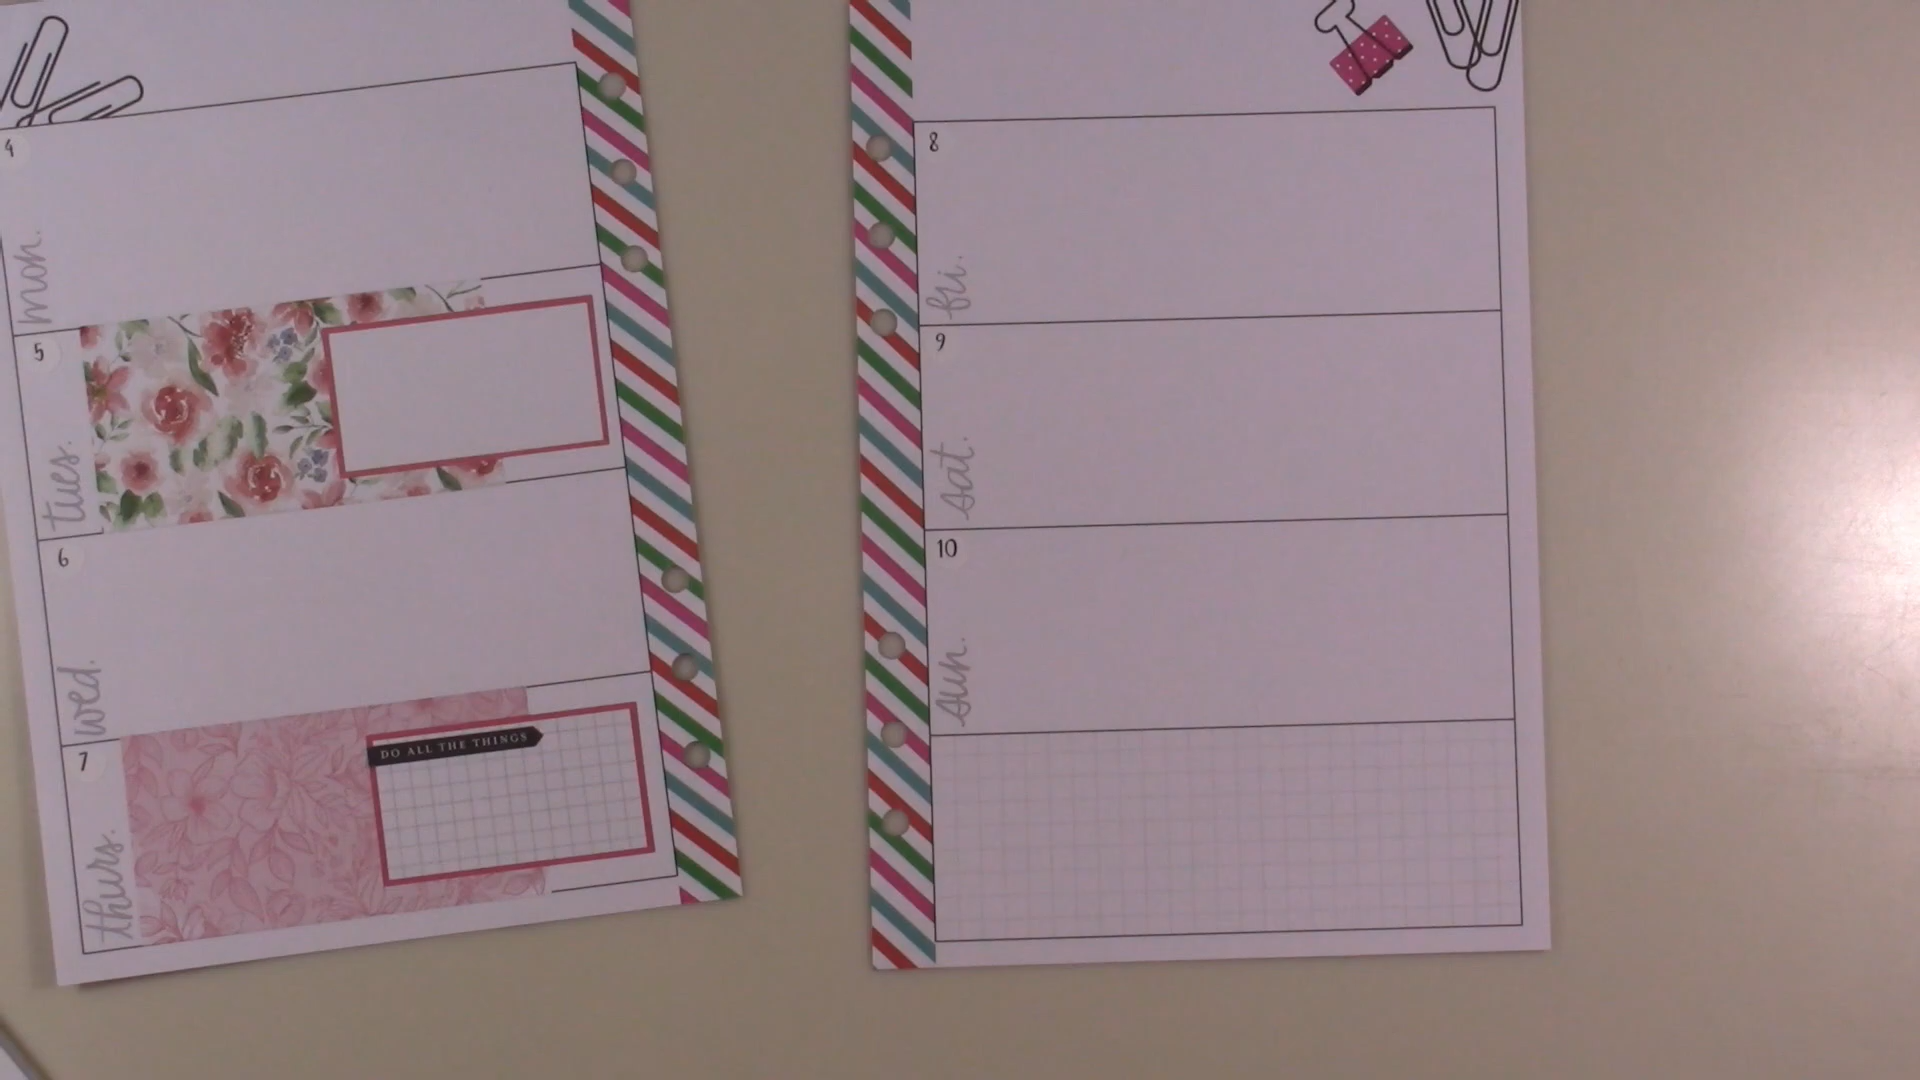 4
mon.
5
tues.
6
wed.
7
DO ALL THE THINGS
thurs.
8
fri.
9
sat.
10
sun.